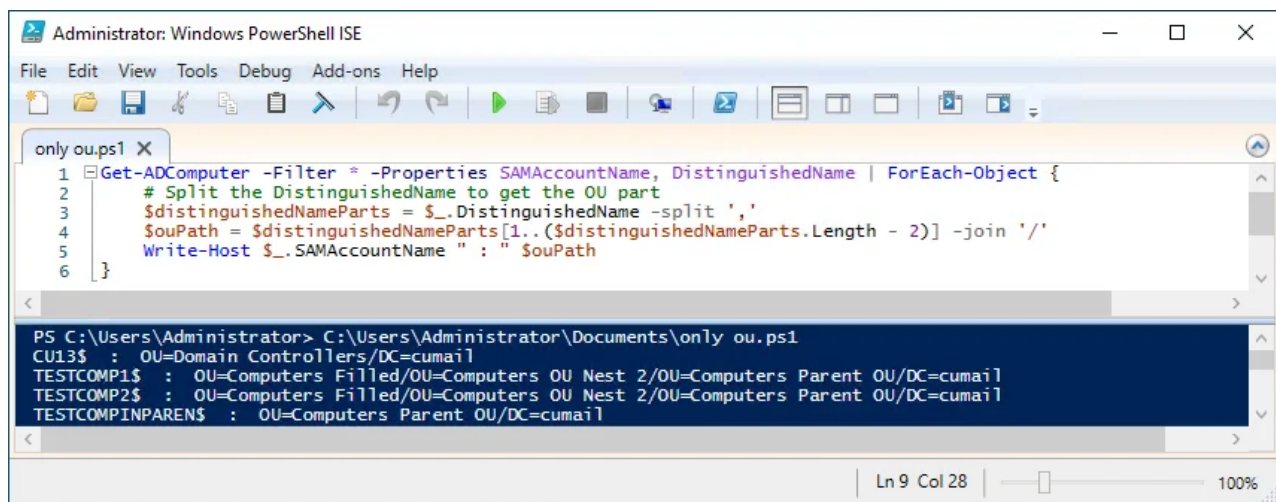 Administrator: Windows PowerShell ISE
File Edit View Tools Debug Add-ons Help
only ou.ps1
1 Get-ADComputer -Filter * -Properties SAMAccountName, DistinguishedName | ForEach-Object {
2 # Split the DistinguishedName to get the OU part
3 $distinguishedNameParts = $_.DistinguishedName -split ','
4 $ouPath = $distinguishedNameParts[1..($distinguishedNameParts.Length - 2)] -join '/'
5 Write-Host $_.SAMAccountName " : " $ouPath
6 }
PS C:\Users\Administrator> C:\Users\Administrator\Documents\only ou.ps1
CU13$  :  OU=Domain Controllers/DC=cumail
TESTCOMP1$  :  OU=Computers Filled/OU=Computers OU Nest 2/OU=Computers Parent OU/DC=cumail
TESTCOMP2$  :  OU=Computers Filled/OU=Computers OU Nest 2/OU=Computers Parent OU/DC=cumail
TESTCOMPINPAREN$  :  OU=Computers Parent OU/DC=cumail
Ln 9 Col 28 100%